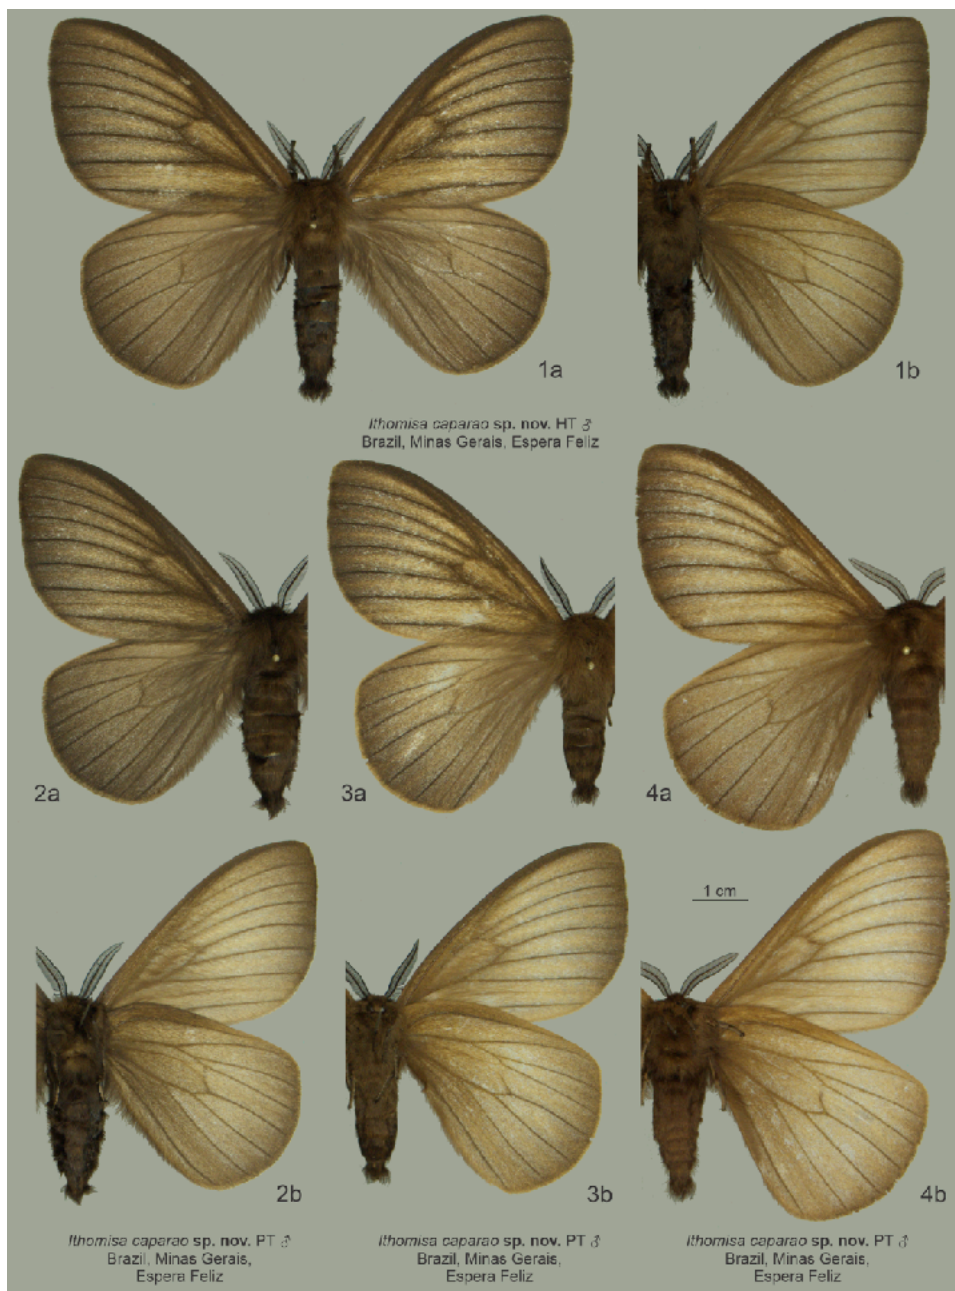 1a
1b
Ithomisa caparao sp. nov. HT ♂
Brazil, Minas Gerais, Espera Feliz
2a
3a
4a
1 cm
2b
3b
4b
Ithomisa caparao sp. nov. PT ♂
Brazil, Minas Gerais,
Espera Feliz
Ithomisa caparao sp. nov. PT ♂
Brazil, Minas Gerais,
Espera Feliz
Ithomisa caparao sp. nov. PT ♂
Brazil, Minas Gerais,
Espera Feliz